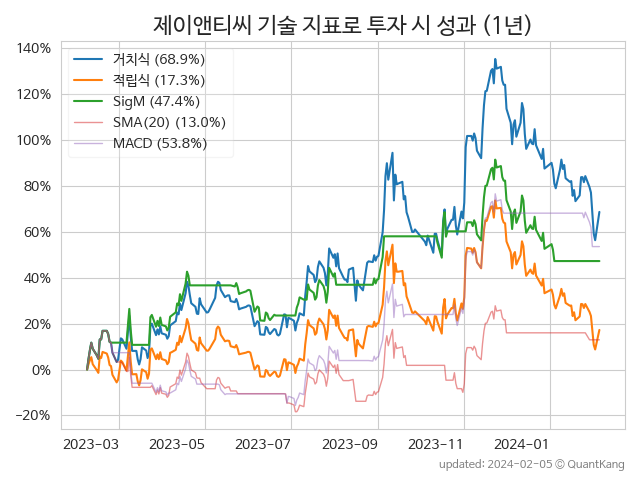 제이앤티씨 기술 지표로 투자 시 성과 (1년)
140%
120%
100%
80%
60%
40%
20%
0%
−20%
거치식 (68.9%)
적립식 (17.3%)
SigM (47.4%)
SMA(20) (13.0%)
MACD (53.8%)
2023-03
2023-05
2023-07
2023-09
2023-11
2024-01
updated: 2024-02-05 © QuantKang